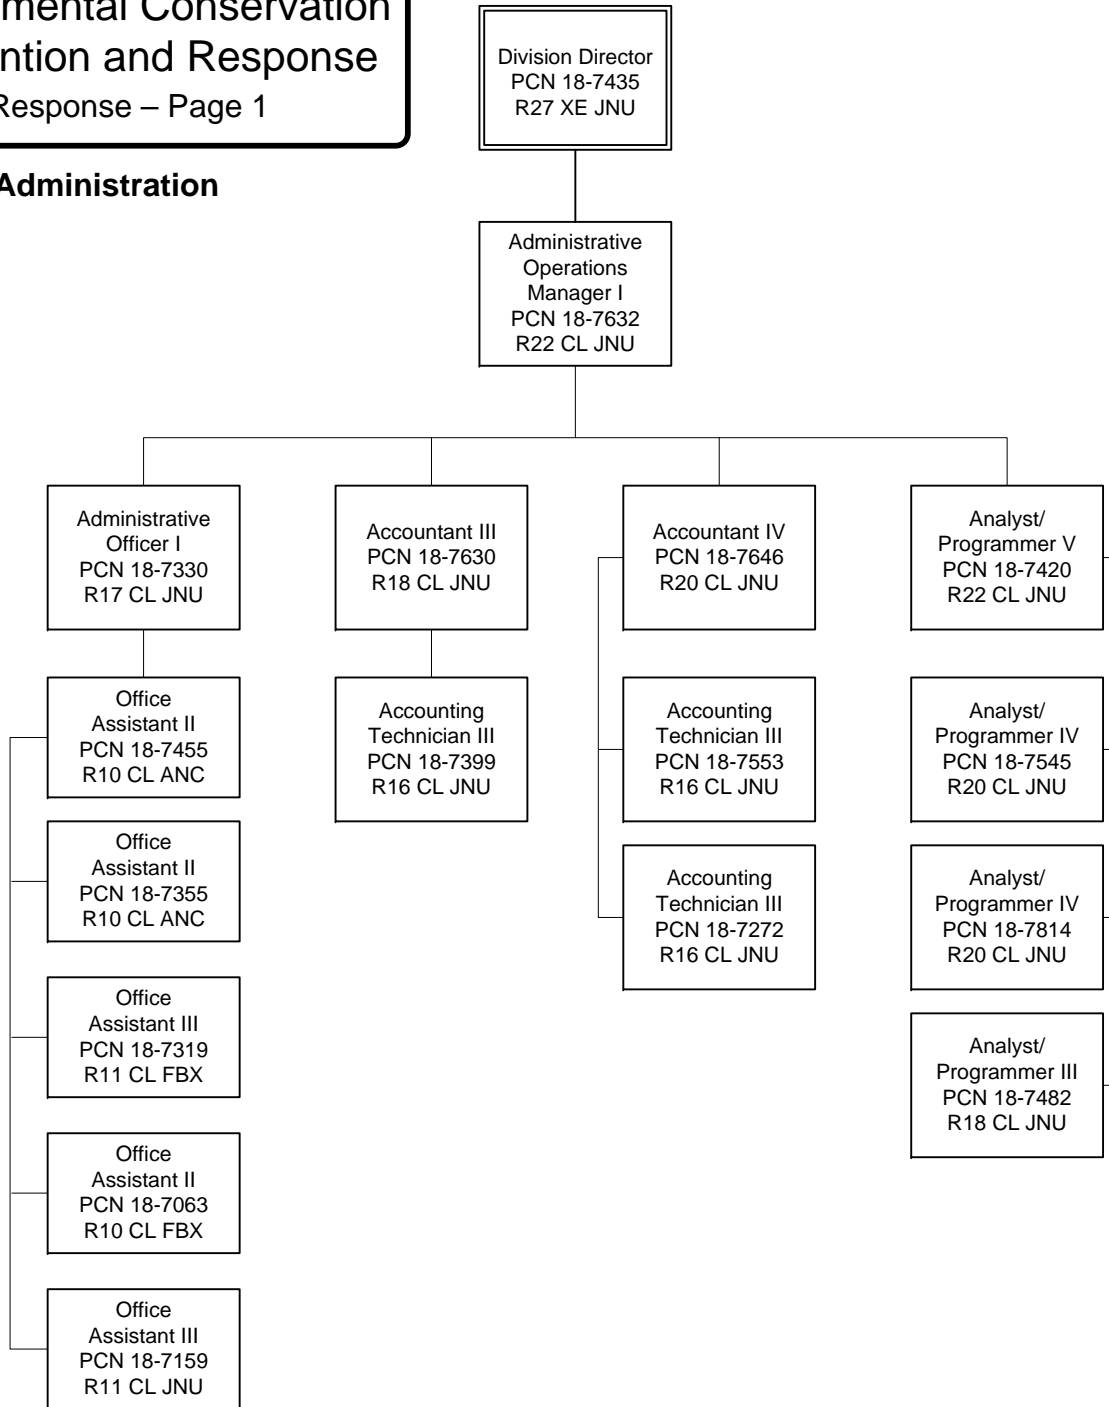 mental Conservation
ntion and Response
Response – Page 1
Administration
Division Director
PCN 18-7435
R27 XE JNU
Administrative
Operations
Manager I
PCN 18-7632
R22 CL JNU
Administrative
Officer I
PCN 18-7330
R17 CL JNU
Accountant III
PCN 18-7630
R18 CL JNU
Accountant IV
PCN 18-7646
R20 CL JNU
Analyst/
Programmer V
PCN 18-7420
R22 CL JNU
Office
Assistant II
PCN 18-7455
R10 CL ANC
Accounting
Technician III
PCN 18-7399
R16 CL JNU
Accounting
Technician III
PCN 18-7553
R16 CL JNU
Analyst/
Programmer IV
PCN 18-7545
R20 CL JNU
Office
Assistant II
PCN 18-7355
R10 CL ANC
Accounting
Technician III
PCN 18-7272
R16 CL JNU
Analyst/
Programmer IV
PCN 18-7814
R20 CL JNU
Office
Assistant III
PCN 18-7319
R11 CL FBX
Analyst/
Programmer III
PCN 18-7482
R18 CL JNU
Office
Assistant II
PCN 18-7063
R10 CL FBX
Office
Assistant III
PCN 18-7159
R11 CL JNU